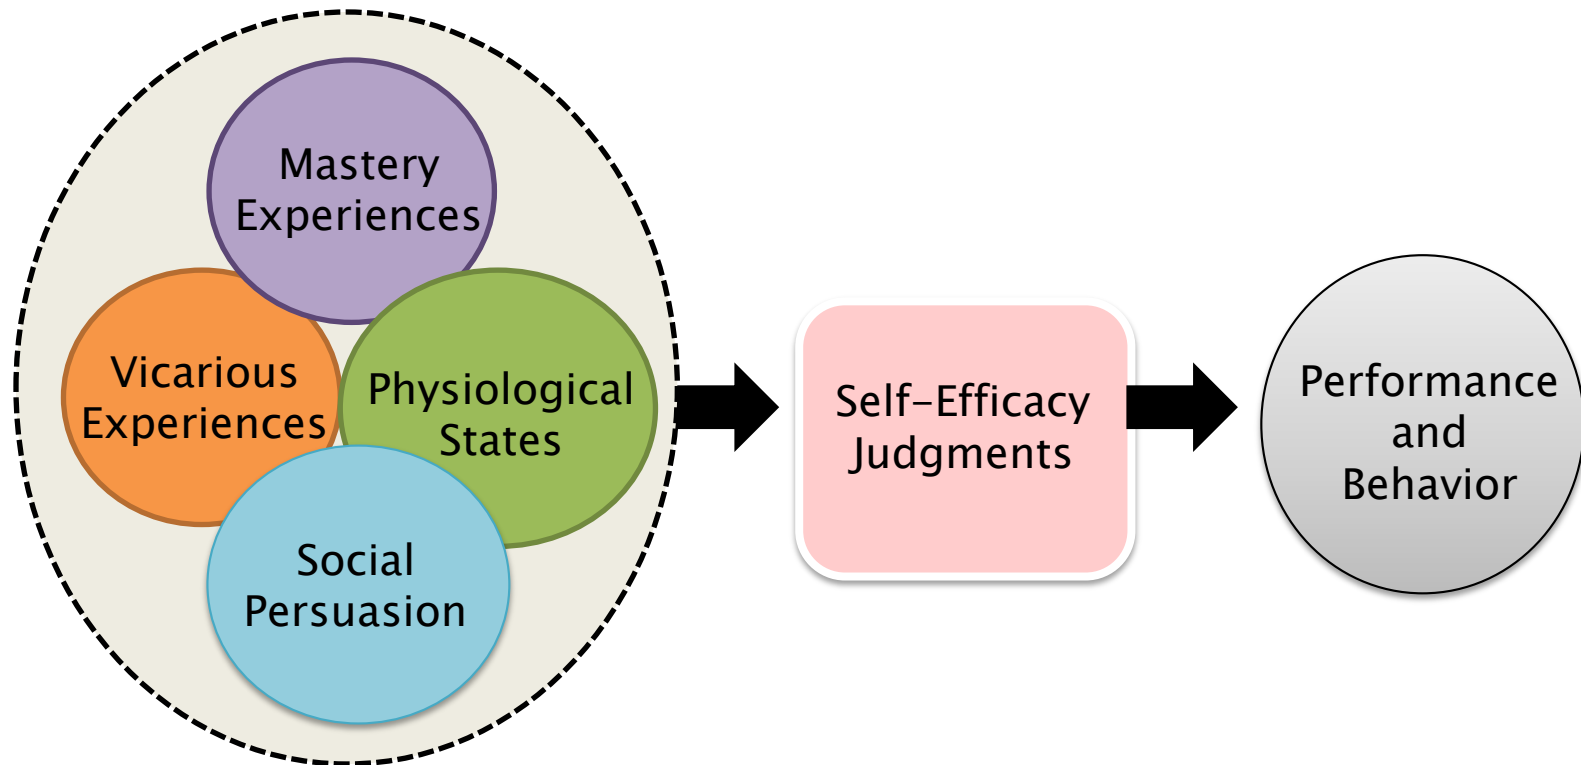 Mastery
Experiences
Vicarious
Experiences
Physiological
States
Social
Persuasion
Self–Efficacy
Judgments
Performance
and
Behavior